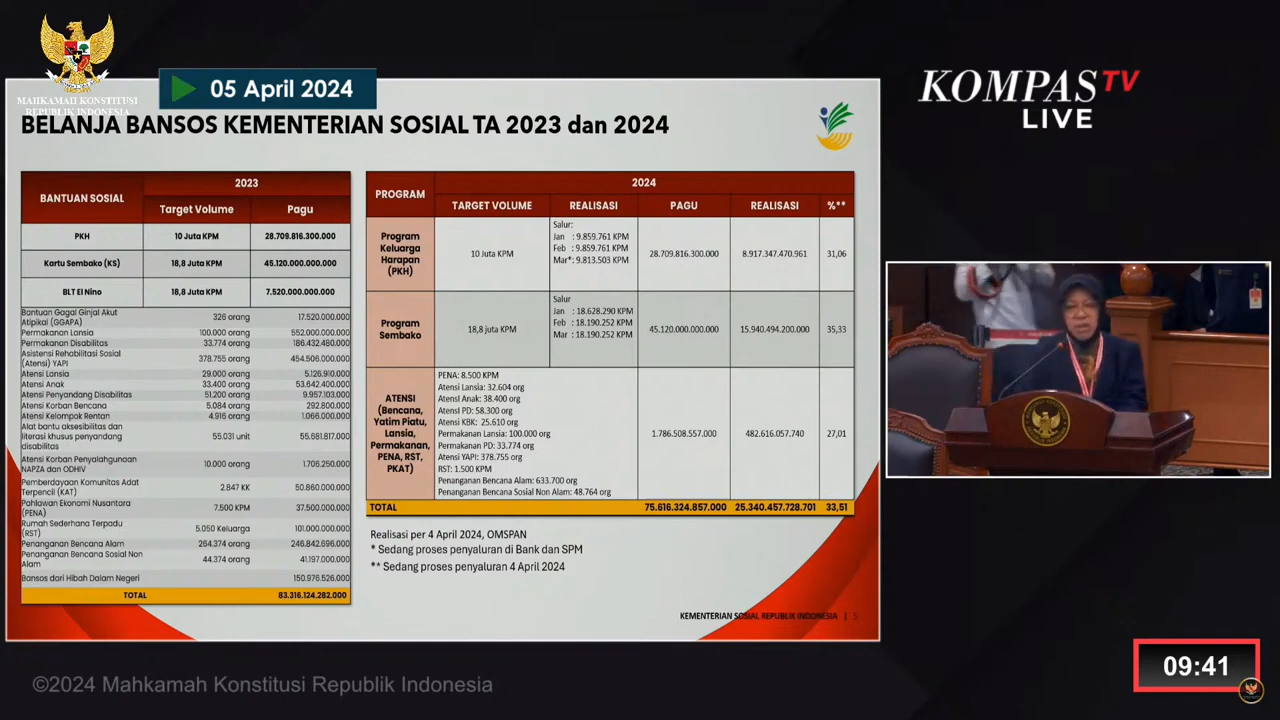 MAHKAMAH KONSTITUSI
REPUBLIK INDONESIA
05 April 2024
KOMPAS TV
LIVE
BELANJA BANSOS KEMENTERIAN SOSIAL TA 2023 dan 2024
BANTUAN SOSIAL
2023
Target Volume Pagu
PKH 10 Juta KPM 28.709.816.300.000
Kartu Sembako (KS) 18,8 Juta KPM 45.120.000.000.000
BLT El Nino 18,8 Juta KPM 7.520.000.000.000
Bantuan Gagal Ginjal Akut
Atipikal (GGAPA) 326 orang 17.520.000.000
Permakanan Lansia 100.000 orang 552.000.000.000
Permakanan Disabilitas 33.774 orang 186.432.480.000
Asistensi Rehabilitasi Sosial
(Atensi) YAPI 378.755 orang 454.506.000.000
Atensi Lansia 29.000 orang 5.126.910.000
Atensi Anak 33.400 orang 53.642.400.000
Atensi Penyandang Disabilitas 51.200 orang 9.957.103.000
Atensi Korban Bencana 5.084 orang 292.800.000
Atensi Kelompok Rentan 4.916 orang 1.066.000.000
Alat bantu aksesibilitas dan
literasi khusus penyandang
disabilitas 55.031 unit 55.681.817.000
Atensi Korban Penyalahgunaan
NAPZA dan ODHIV 10.000 orang 1.706.250.000
Pemberdayaan Komunitas Adat
Terpencil (KAT) 2.847 KK 50.860.000.000
Pahlawan Ekonomi Nusantara
(PENA) 7.500 KPM 37.500.000.000
Rumah Sederhana Terpadu
(RST) 5.050 Keluarga 101.000.000.000
Penanganan Bencana Alam 264.374 orang 246.842.696.000
Penanganan Bencana Sosial Non
Alam 44.374 orang 41.197.000.000
Bansos dari Hibah Dalam Negeri 150.976.526.000
TOTAL 83.316.124.282.000
PROGRAM
2024
TARGET VOLUME REALISASI PAGU REALISASI %**
Program
Keluarga
Harapan
(PKH)
10 Juta KPM
Salur:
Jan : 9.859.761 KPM
Feb : 9.859.761 KPM
Mar*: 9.813.503 KPM
28.709.816.300.000 8.917.347.470.961 31,06
Program
Sembako
18,8 juta KPM
Salur
Jan : 18.628.290 KPM
Feb : 18.190.252 KPM
Mar : 18.190.252 KPM
45.120.000.000.000 15.940.494.200.000 35,33
ATENSI
(Bencana,
Yatim Piatu,
Lansia,
Permakanan,
PENA, RST,
PKAT)
PENA: 8.500 KPM
Atensi Lansia: 32.604 org
Atensi Anak: 38.400 org
Atensi PD: 58.300 org
Atensi KBK: 25.610 org
Permakanan Lansia: 100.000 org
Permakanan PD: 33.774 org
Atensi YAPI: 378.755 org
RST: 1.500 KPM
Penanganan Bencana Alam: 633.700 org
Penanganan Bencana Sosial Non Alam: 48.764 org
1.786.508.557.000 482.616.057.740 27,01
TOTAL 75.616.324.857.000 25.340.457.728.701 33,51
Realisasi per 4 April 2024, OMSPAN
* Sedang proses penyaluran di Bank dan SPM
** Sedang proses penyaluran 4 April 2024
KEMENTERIAN SOSIAL REPUBLIK INDONESIA | 5
©2024 Mahkamah Konstitusi Republik Indonesia
09:41